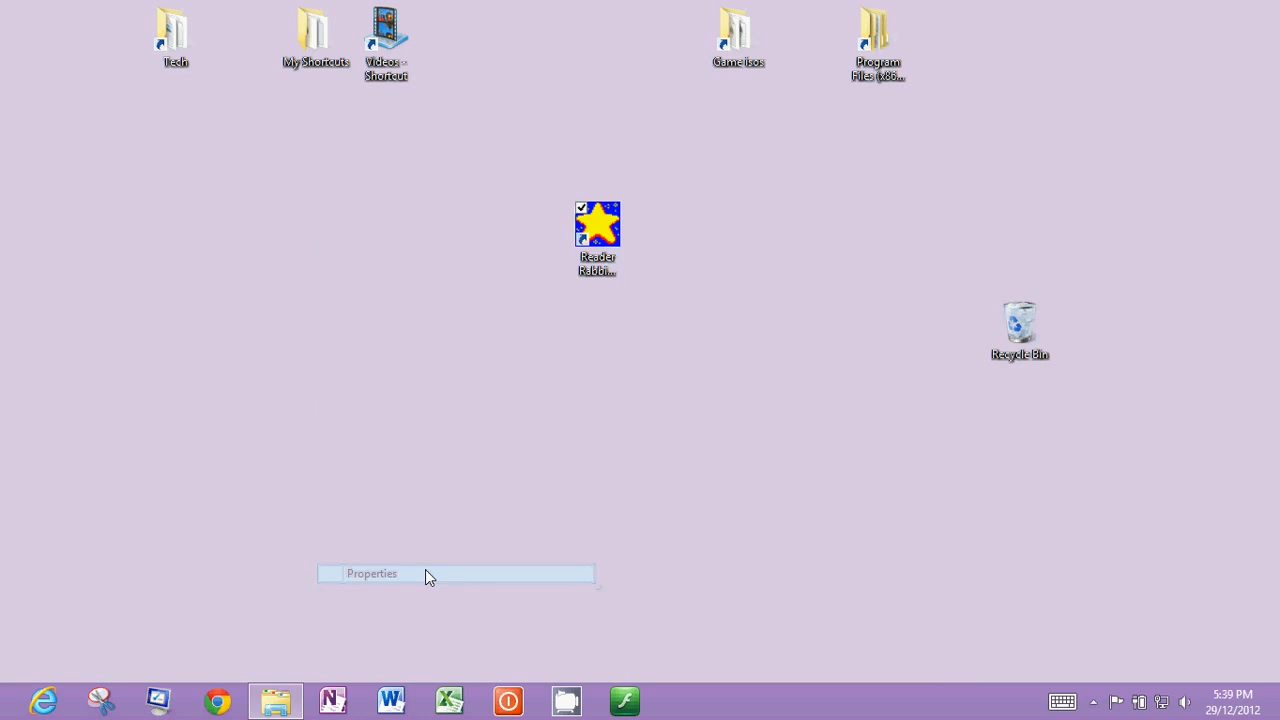 Tech
My Shortcuts
Videos -
Shortcut
Game isos
Program
Files (x86...
Reader
Rabbi...
Recycle Bin
Properties
5:39 PM
29/12/2012